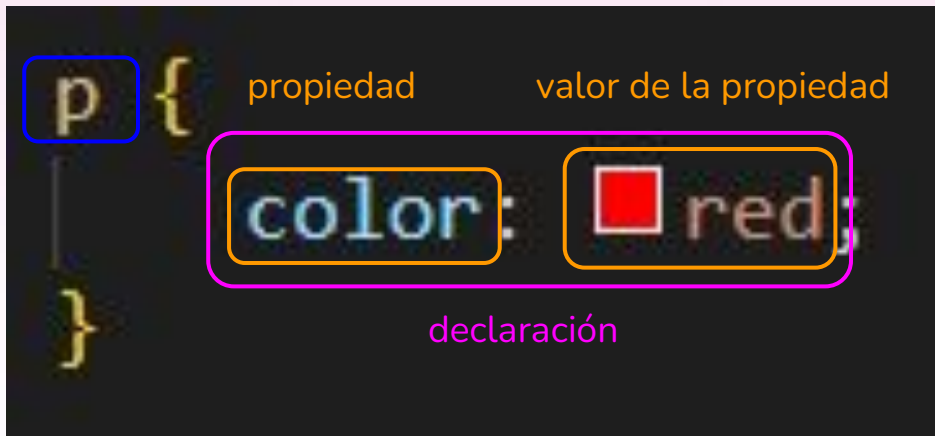 p { propiedad valor de la propiedad
color: red;
}
declaración